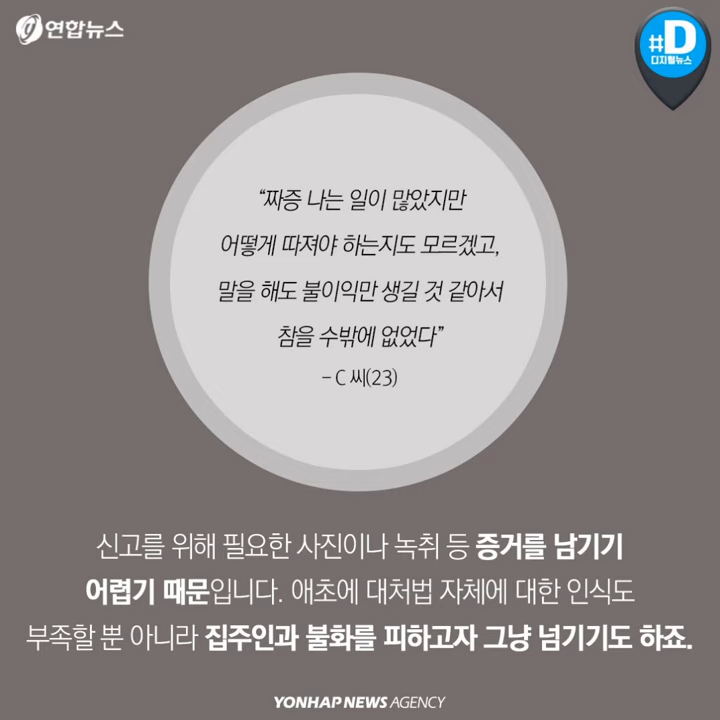 연합뉴스
#D
디지털뉴스
“짜증 나는 일이 많았지만
어떻게 따져야 하는지도 모르겠고,
말을 해도 불이익만 생길 것 같아서
참을 수밖에 없었다”
– C 씨(23)
신고를 위해 필요한 사진이나 녹취 등 증거를 남기기
어렵기 때문입니다. 애초에 대처법 자체에 대한 인식도
부족할 뿐 아니라 집주인과 불화를 피하고자 그냥 넘기기도 하죠.
YONHAP NEWS AGENCY